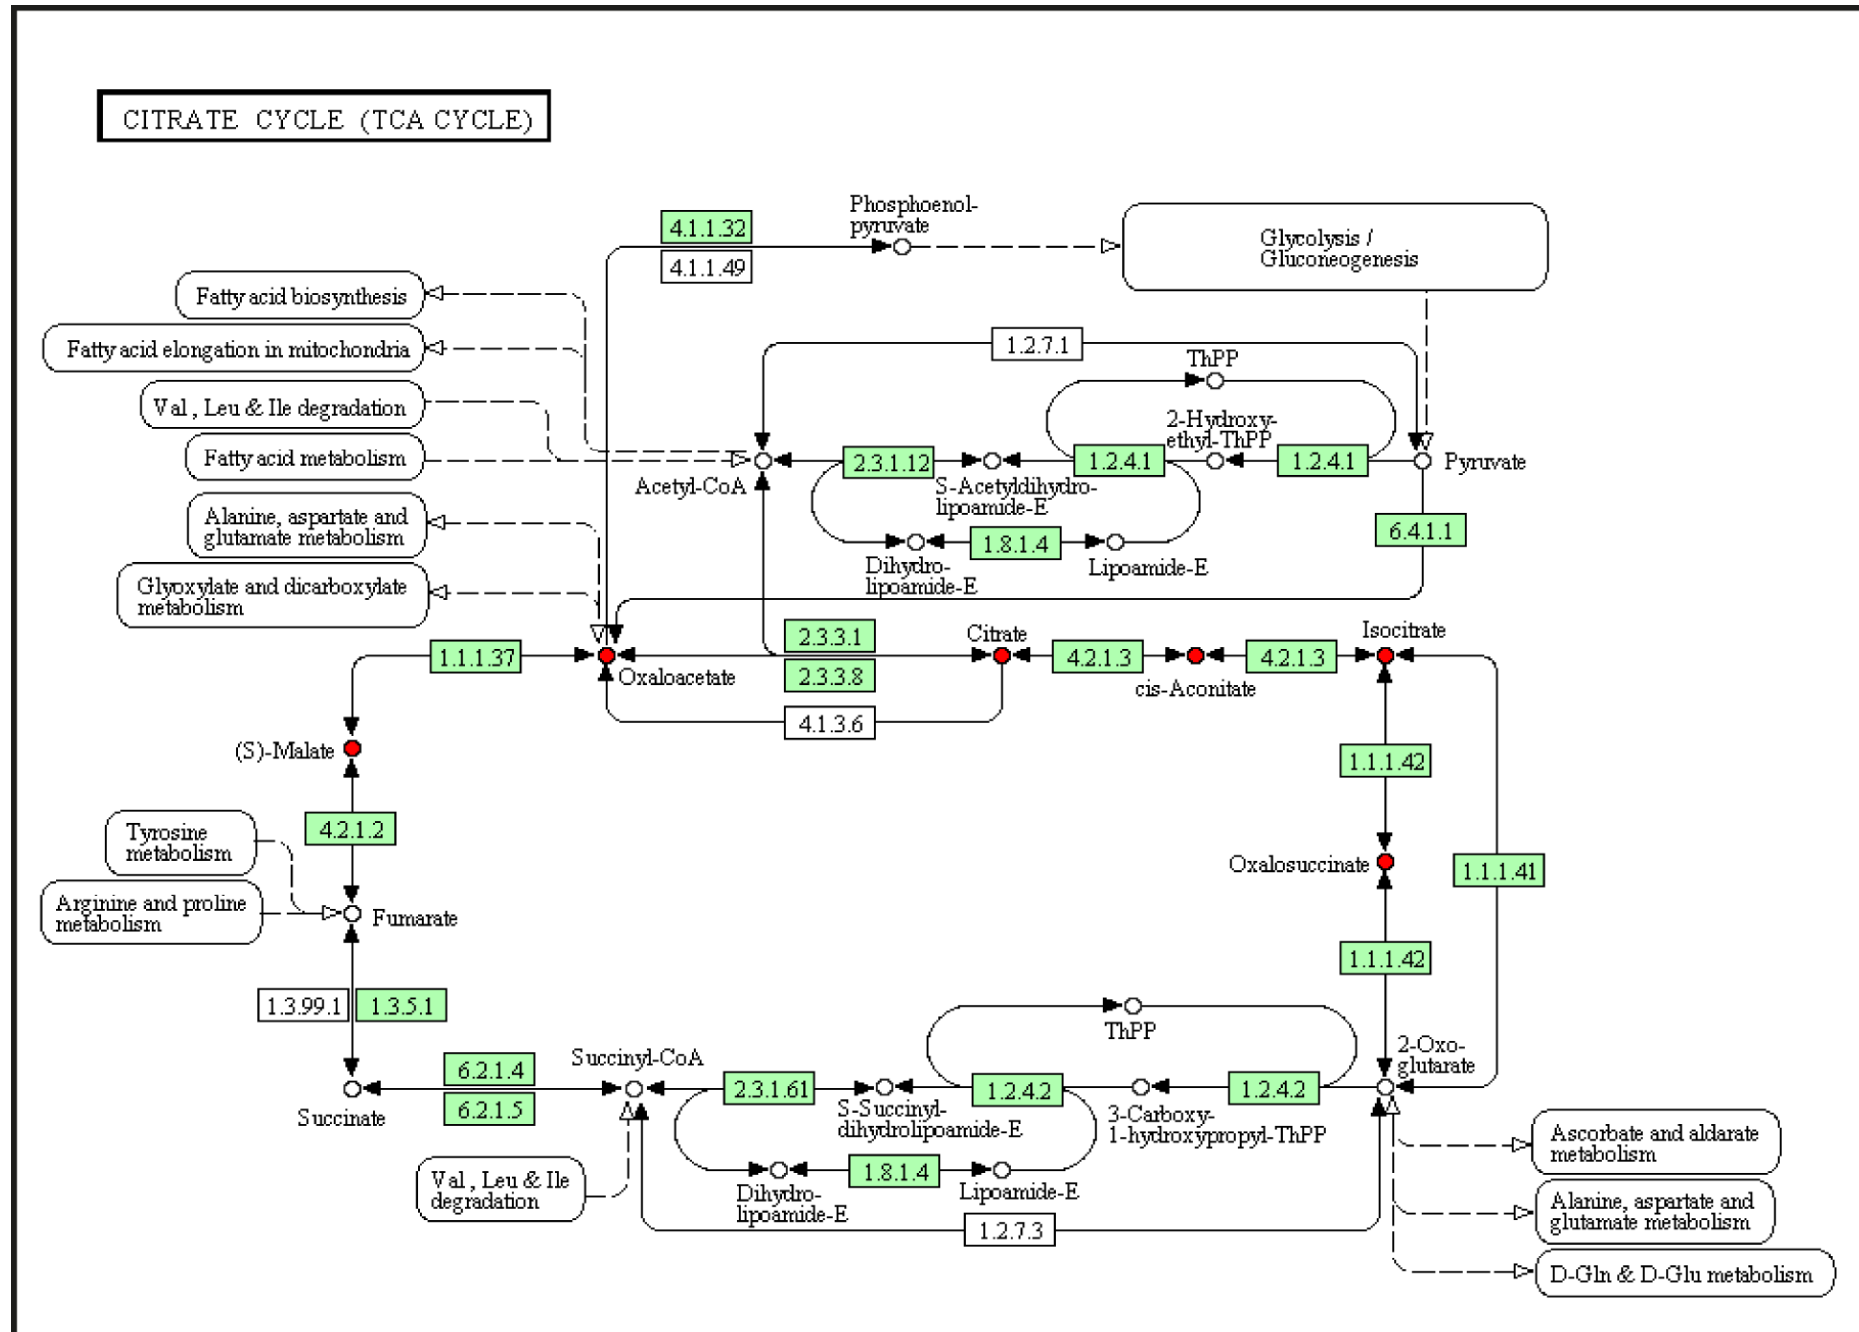 CITRATE CYCLE (TCA CYCLE)
Phosphoenol-
pyruvate
4.1.1.32
4.1.1.49
Glycolysis /
Gluconeogenesis
Fatty acid biosynthesis
Fatty acid elongation in mitochondria
Val , Leu & Ile degradation
Fatty acid metabolism
1.2.7.1
ThPP
2-Hydroxy-
ethyl-ThPP
Acetyl-CoA
2.3.1.12
S-Acetyldihydro-
lipoamide-E
1.2.4.1
1.2.4.1
Pyruvate
Alanine, aspartate and
glutamate metabolism
Dihydro-
lipoamide-E
1.8.1.4
Lipoamide-E
6.4.1.1
Glyoxylate and dicarboxylate
metabolism
1.1.1.37
Oxaloacetate
2.3.3.1
2.3.3.8
4.1.3.6
Citrate
4.2.1.3
cis-Aconitate
4.2.1.3
Isocitrate
(S)-Malate
1.1.1.42
Tyrosine
metabolism
4.2.1.2
Oxalosuccinate
1.1.1.41
Arginine and proline
metabolism
Fumarate
1.1.1.42
1.3.99.1
1.3.5.1
ThPP
Succinate
6.2.1.4
6.2.1.5
Succinyl-CoA
2.3.1.61
S-Succinyl-
dihydrolipoamide-E
1.2.4.2
3-Carboxy-
1-hydroxypropyl-ThPP
1.2.4.2
2-Oxo-
glutarate
Val , Leu & Ile
degradation
Dihydro-
lipoamide-E
1.8.1.4
Lipoamide-E
1.2.7.3
Ascorbate and aldarate
metabolism
Alanine, aspartate and
glutamate metabolism
D-Gln & D-Glu metabolism